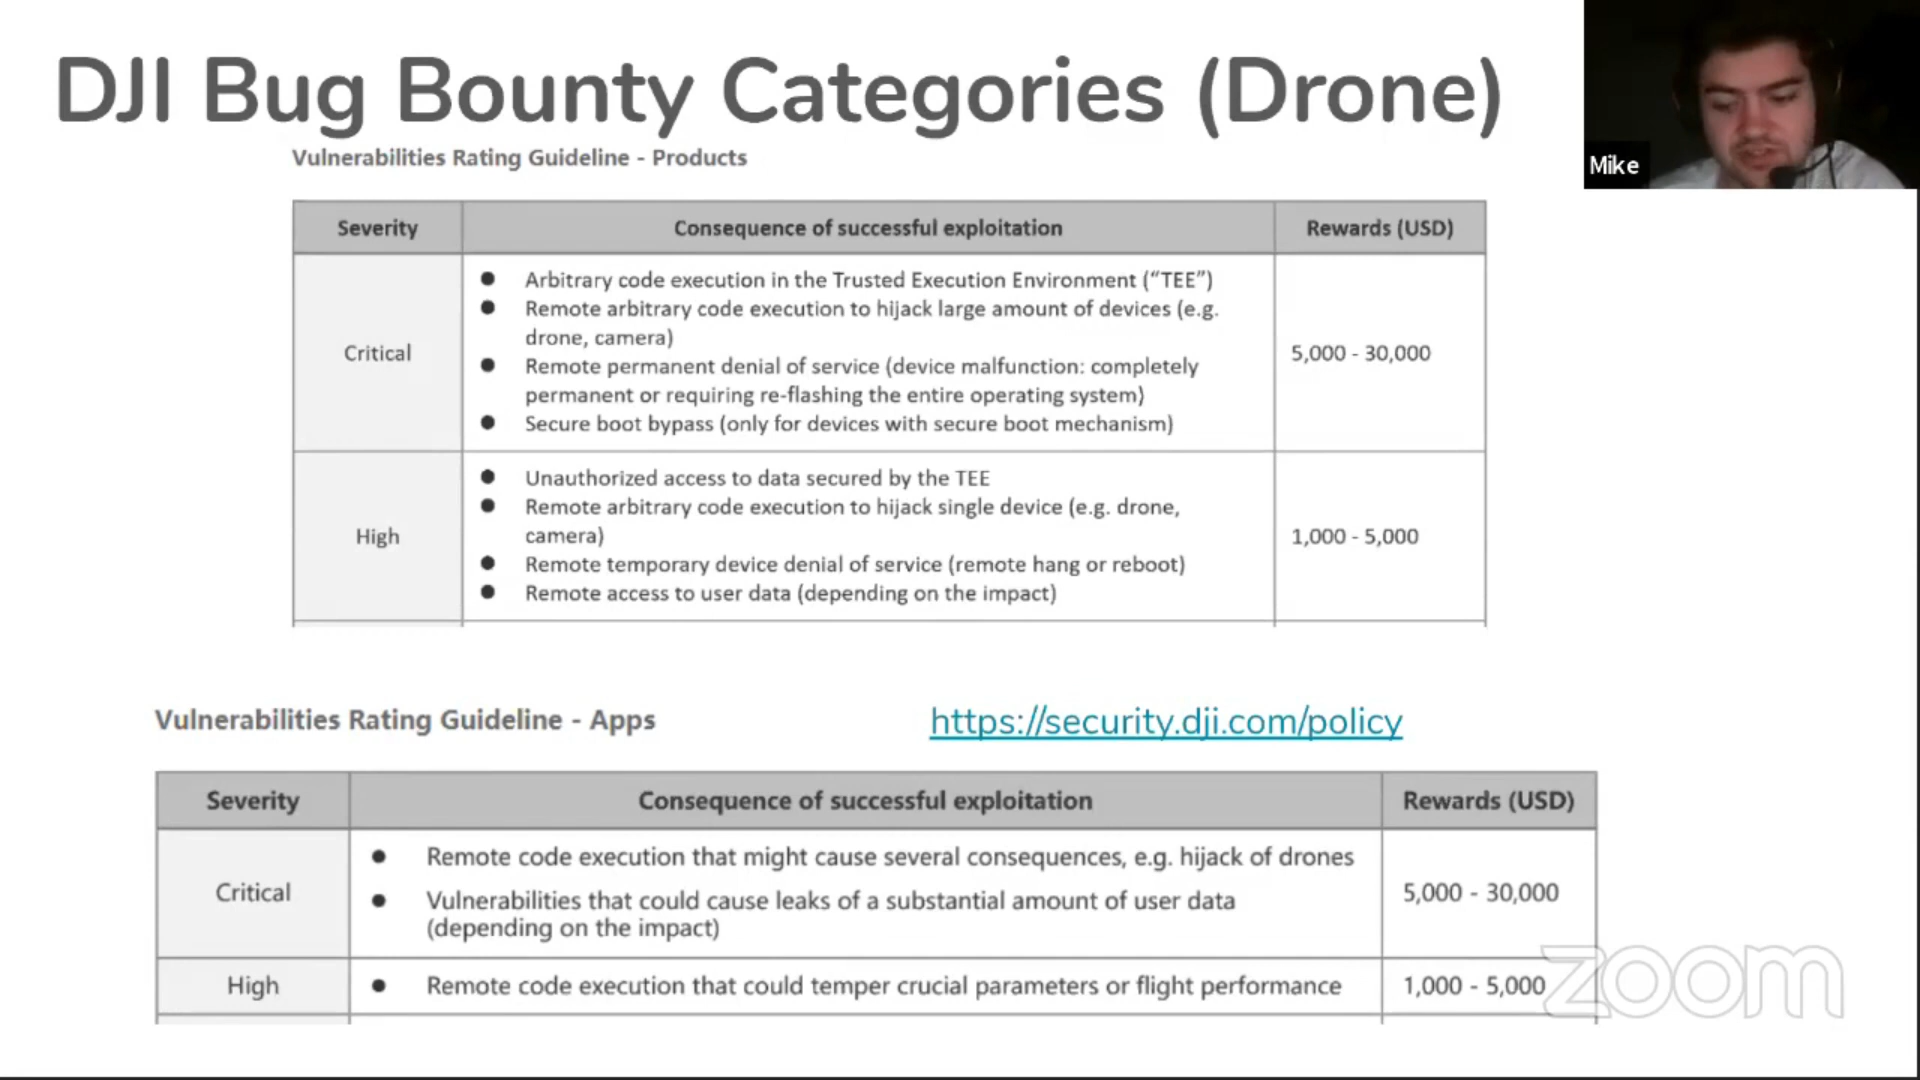 DJI Bug Bounty Categories (Drone)
Mike
Vulnerabilities Rating Guideline - Products
Severity
Consequence of successful exploitation
Rewards (USD)
Critical
● Arbitrary code execution in the Trusted Execution Environment (“TEE”)
● Remote arbitrary code execution to hijack large amount of devices (e.g.
drone, camera)
● Remote permanent denial of service (device malfunction: completely
permanent or requiring re-flashing the entire operating system)
● Secure boot bypass (only for devices with secure boot mechanism)
5,000 - 30,000
High
● Unauthorized access to data secured by the TEE
● Remote arbitrary code execution to hijack single device (e.g. drone,
camera)
● Remote temporary device denial of service (remote hang or reboot)
● Remote access to user data (depending on the impact)
1,000 - 5,000
Vulnerabilities Rating Guideline - Apps
https://security.dji.com/policy
Severity
Consequence of successful exploitation
Rewards (USD)
Critical
● Remote code execution that might cause several consequences, e.g. hijack of drones
● Vulnerabilities that could cause leaks of a substantial amount of user data
(depending on the impact)
5,000 - 30,000
High
● Remote code execution that could temper crucial parameters or flight performance
1,000 - 5,000
zoom